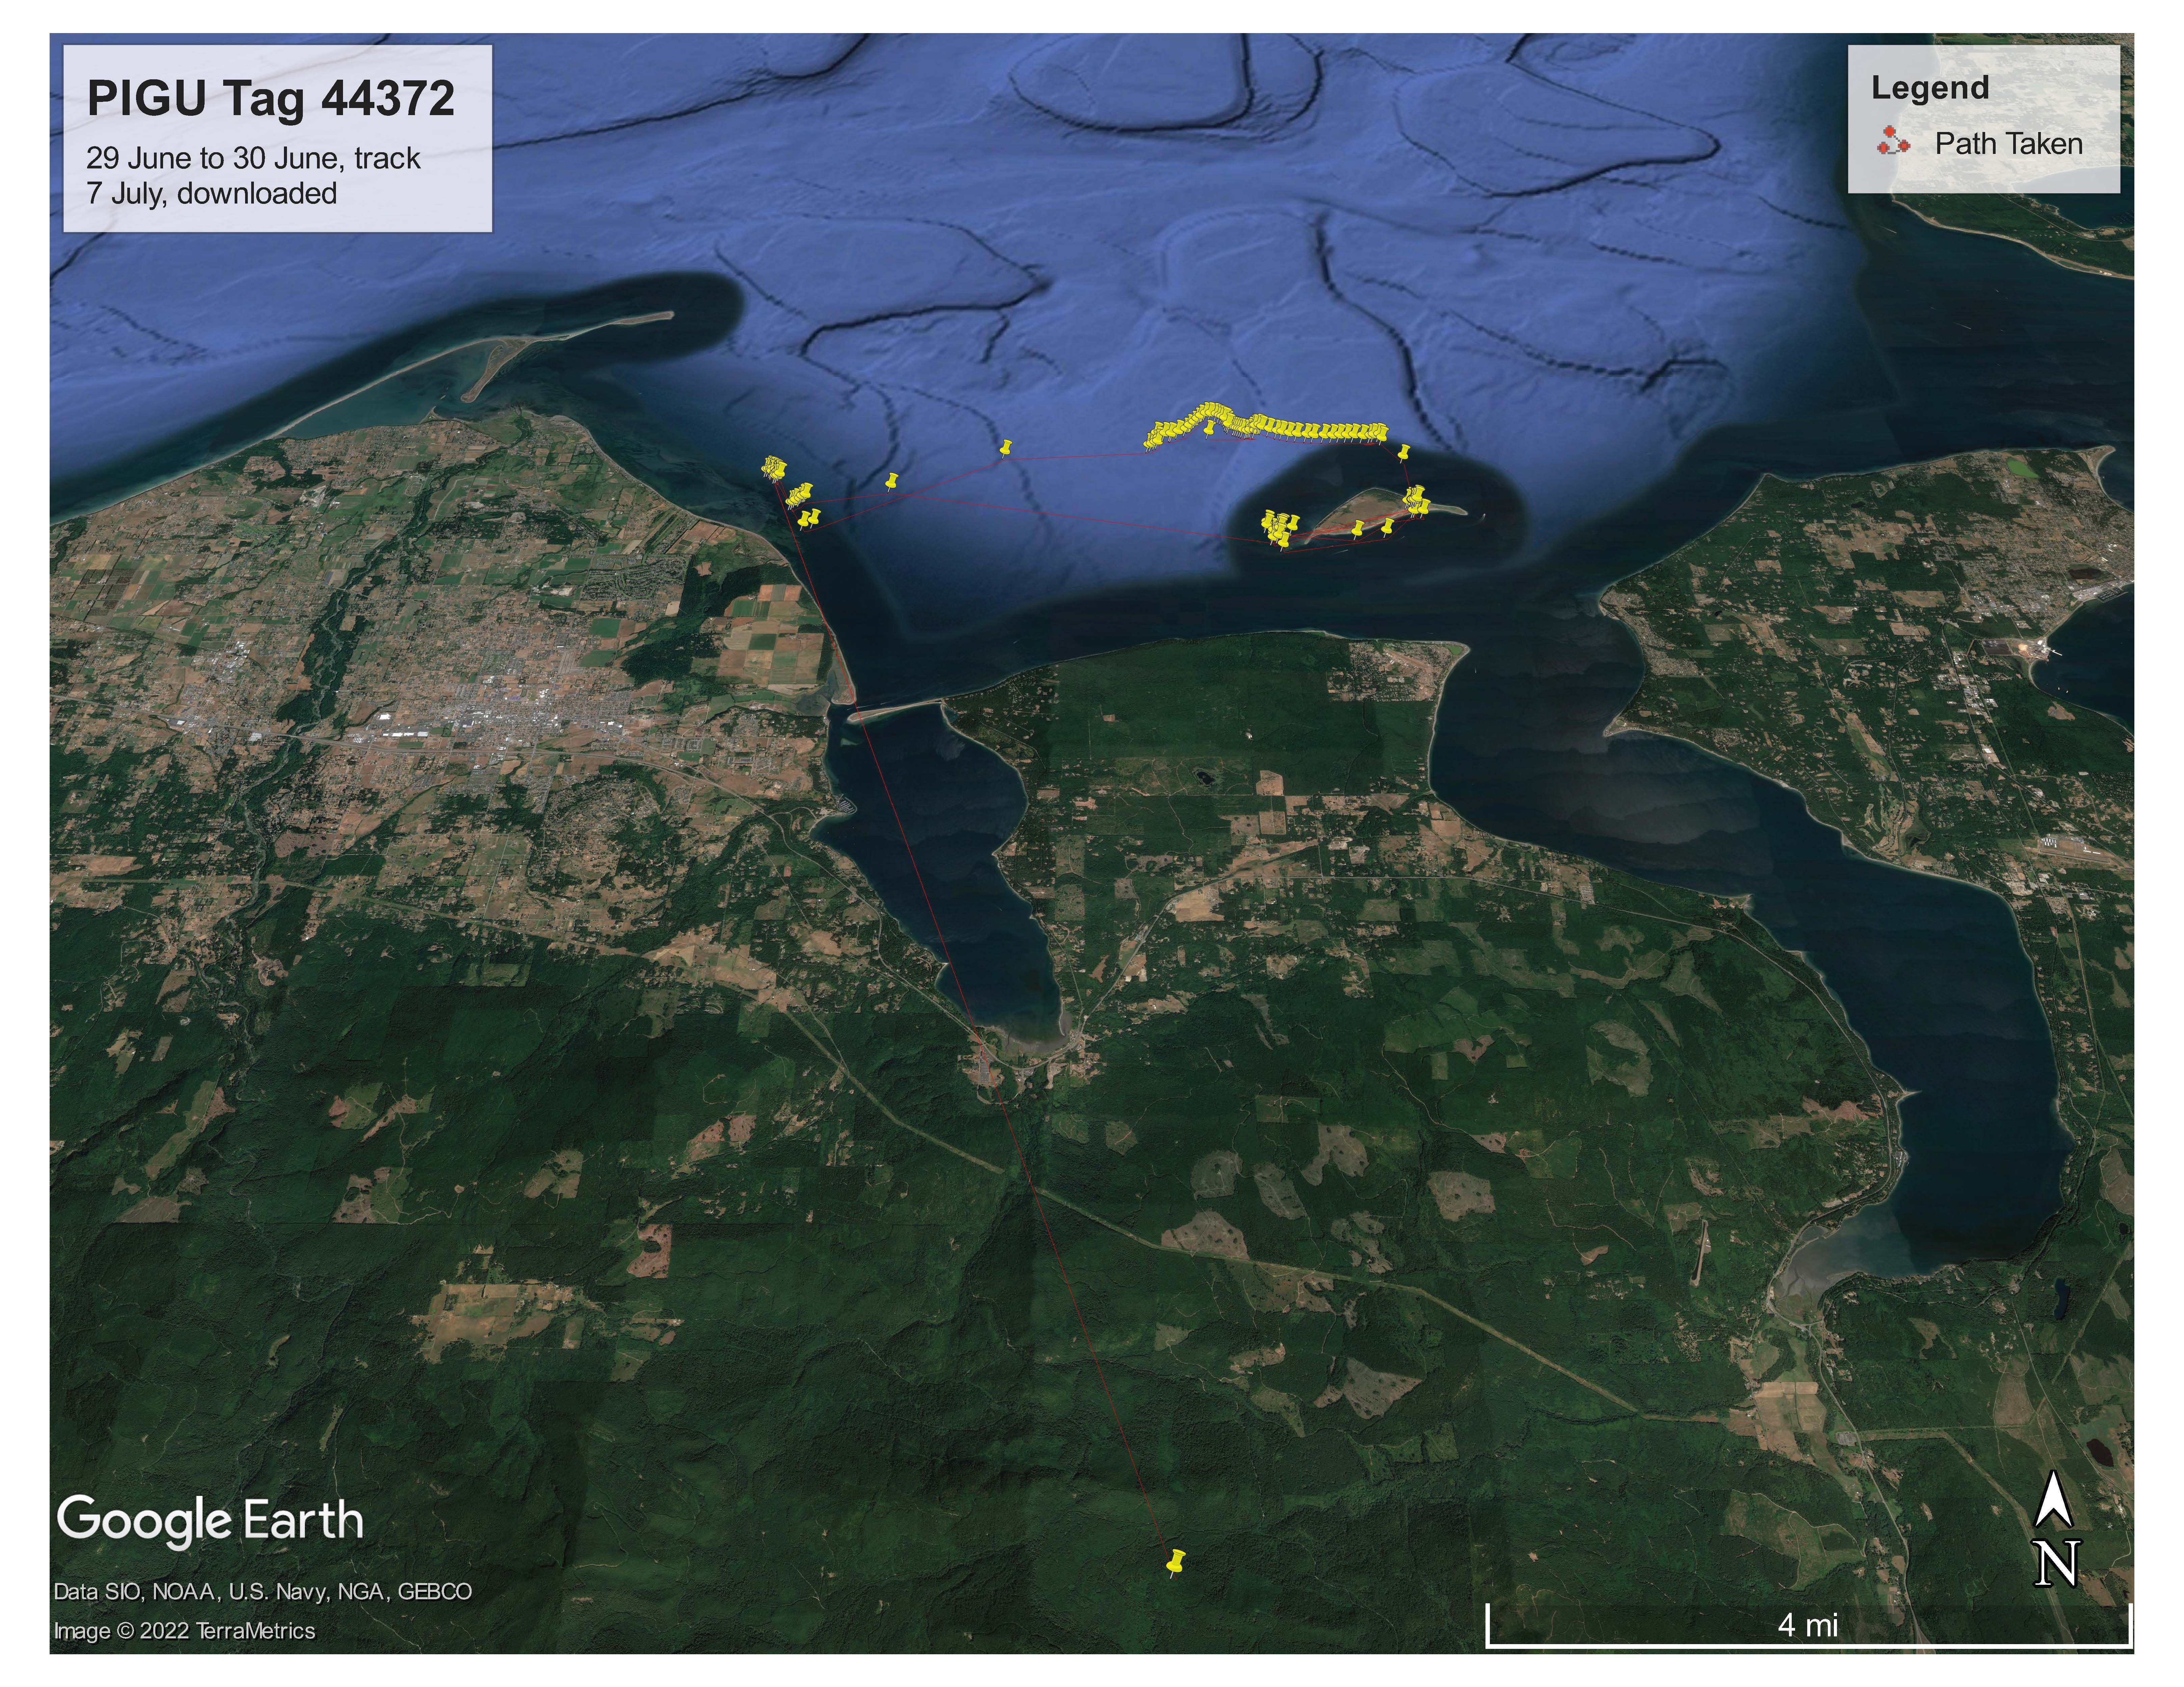 PIGU Tag 44372
29 June to 30 June, track
7 July, downloaded
Legend
Path Taken
Google Earth
Data SIO, NOAA, U.S. Navy, NGA, GEBCO
Image © 2022 TerraMetrics
N
4 mi